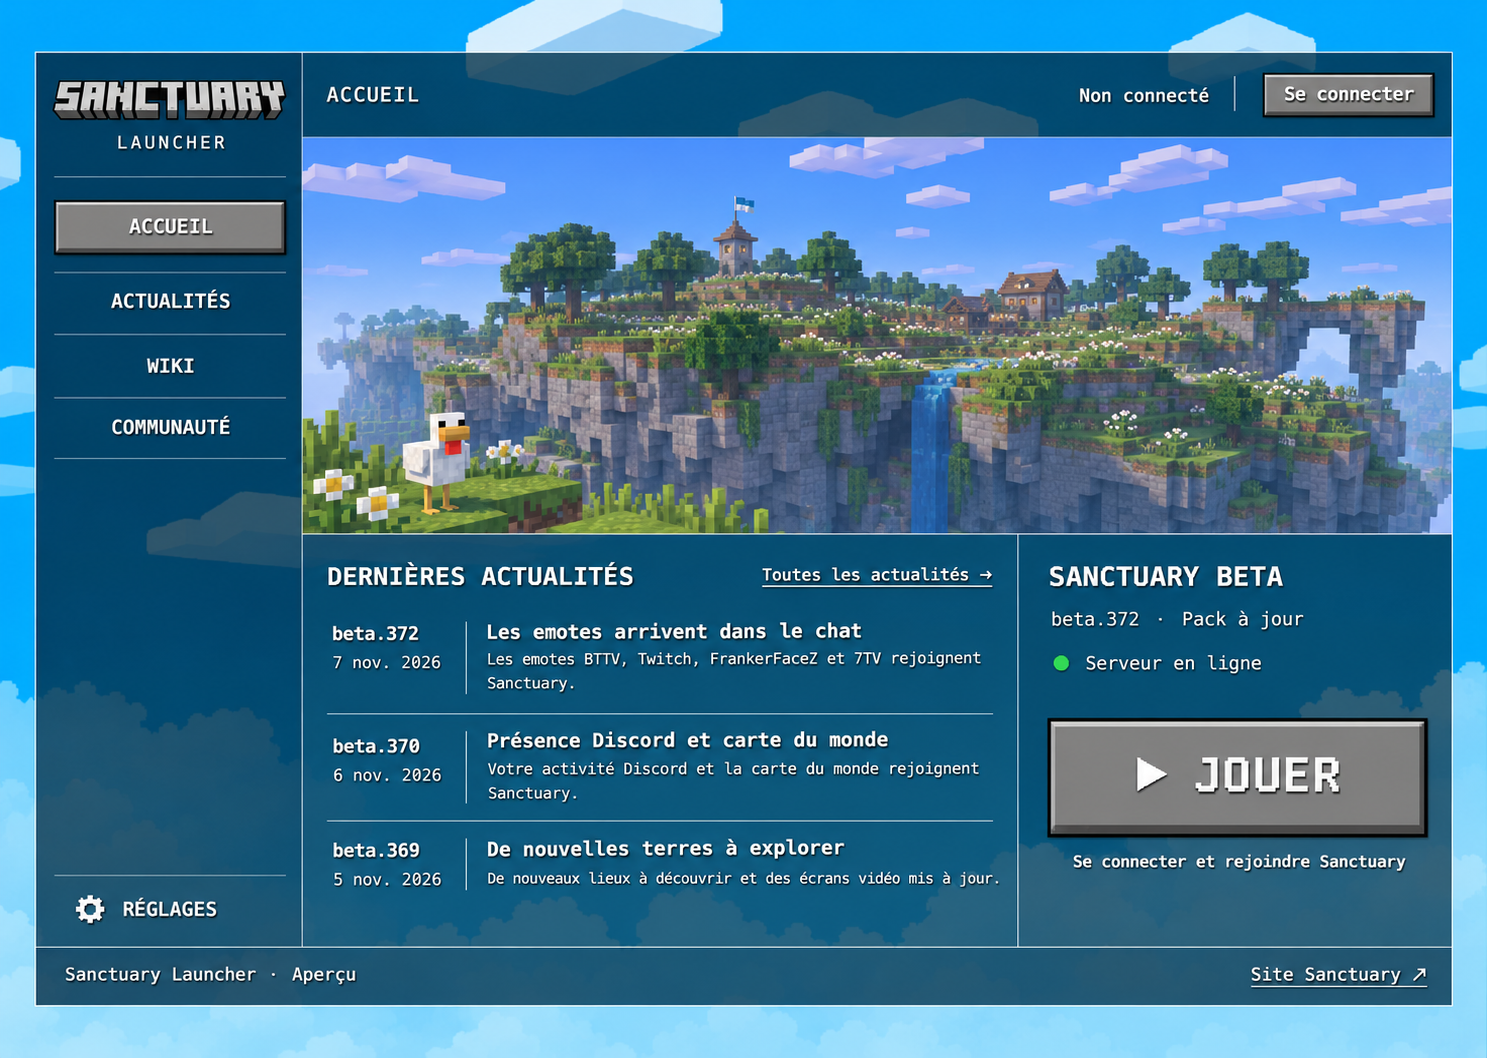 SANCTUARY
LAUNCHER
ACCUEIL
ACTUALITÉS
WIKI
COMMUNAUTÉ
RÉGLAGES
ACCUEIL
Non connecté
Se connecter
DERNIÈRES ACTUALITÉS
Toutes les actualités →
beta.372
7 nov. 2026
Les emotes arrivent dans le chat
Les emotes BTTV, Twitch, FrankerFaceZ et 7TV rejoignent
Sanctuary.
beta.370
6 nov. 2026
Présence Discord et carte du monde
Votre activité Discord et la carte du monde rejoignent
Sanctuary.
beta.369
5 nov. 2026
De nouvelles terres à explorer
De nouveaux lieux à découvrir et des écrans vidéo mis à jour.
SANCTUARY BETA
beta.372 · Pack à jour
Serveur en ligne
JOUER
Se connecter et rejoindre Sanctuary
Sanctuary Launcher · Aperçu
Site Sanctuary ↗